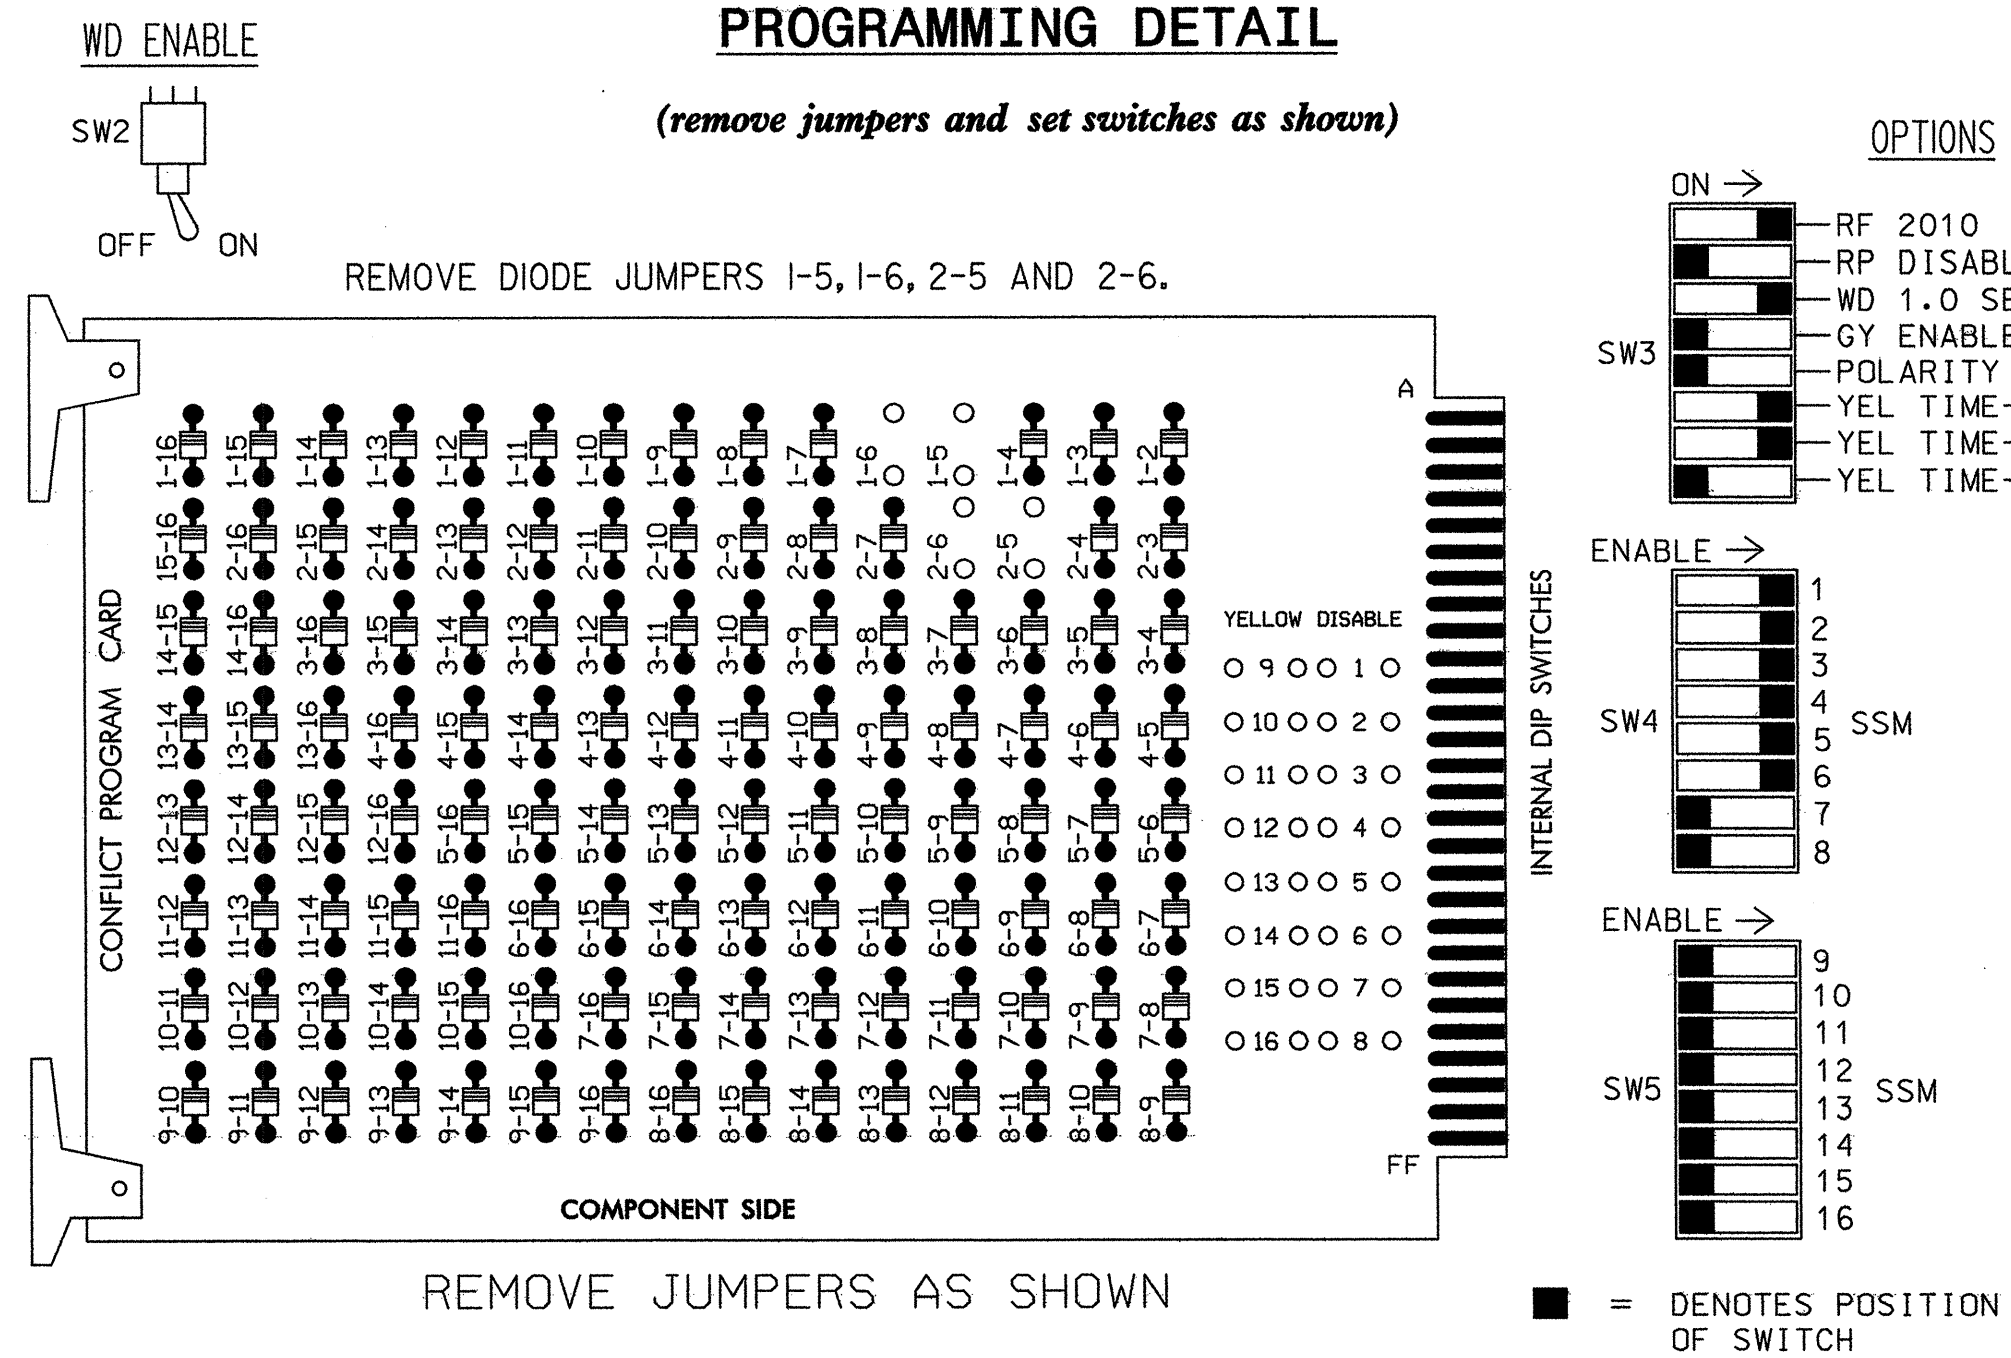 PROGRAMMING DETAIL
WD ENABLE
(remove jumpers and set switches as shown)
SW2
OFF ON
OPTIONS
REMOVE DIODE JUMPERS 1-5, 1-6, 2-5 AND 2-6.
ON →
RF 2010
RP DISABL
WD 1.0 SE
GY ENABLE
POLARITY
YEL TIME-
YEL TIME-
YEL TIME-
SW3
A
1-16 1-15 1-14 1-13 1-12 1-11 1-10 1-9 1-8 1-7 1-6 1-5 1-4 1-3 1-2
15-16 2-16 2-15 2-14 2-13 2-12 2-11 2-10 2-9 2-8 2-7 2-6 2-5 2-4 2-3
14-15 14-16 3-16 3-15 3-14 3-13 3-12 3-11 3-10 3-9 3-8 3-7 3-6 3-5 3-4
13-14 13-15 13-16 4-16 4-15 4-14 4-13 4-12 4-11 4-10 4-9 4-8 4-7 4-6 4-5
12-13 12-14 12-15 12-16 5-16 5-15 5-14 5-13 5-12 5-11 5-10 5-9 5-8 5-7 5-6
11-12 11-13 11-14 11-15 11-16 6-16 6-15 6-14 6-13 6-12 6-11 6-10 6-9 6-8 6-7
10-11 10-12 10-13 10-14 10-15 10-16 7-16 7-15 7-14 7-13 7-12 7-11 7-10 7-9 7-8
9-10 9-11 9-12 9-13 9-14 9-15 9-16 8-16 8-15 8-14 8-13 8-12 8-11 8-10 8-9
CONFLICT PROGRAM CARD
YELLOW DISABLE
9 1
10 2
11 3
12 4
13 5
14 6
15 7
16 8
FF
COMPONENT SIDE
INTERNAL DIP SWITCHES
ENABLE →
1
2
3
4
5
6
7
8
SW4
SSM
ENABLE →
9
10
11
12
13
14
15
16
SW5
SSM
REMOVE JUMPERS AS SHOWN
= DENOTES POSITION
OF SWITCH